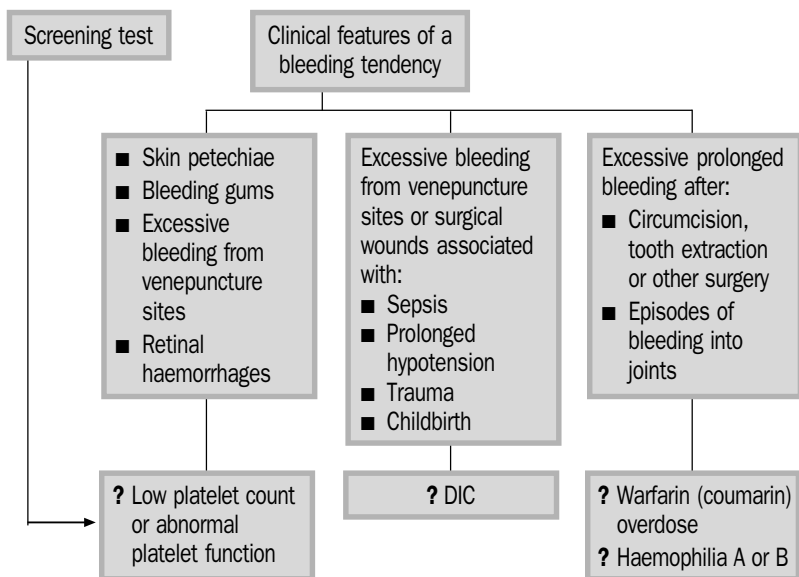 Screening test
Clinical features of a
bleeding tendency
■ Skin petechiae
■ Bleeding gums
■ Excessive
bleeding from
venepuncture
sites
■ Retinal
haemorrhages
Excessive bleeding
from venepuncture
sites or surgical
wounds associated
with:
■ Sepsis
■ Prolonged
hypotension
■ Trauma
■ Childbirth
Excessive prolonged
bleeding after:
■ Circumcision,
tooth extraction
or other surgery
■ Episodes of
bleeding into
joints
? Low platelet count
or abnormal
platelet function
? DIC
? Warfarin (coumarin)
overdose
? Haemophilia A or B